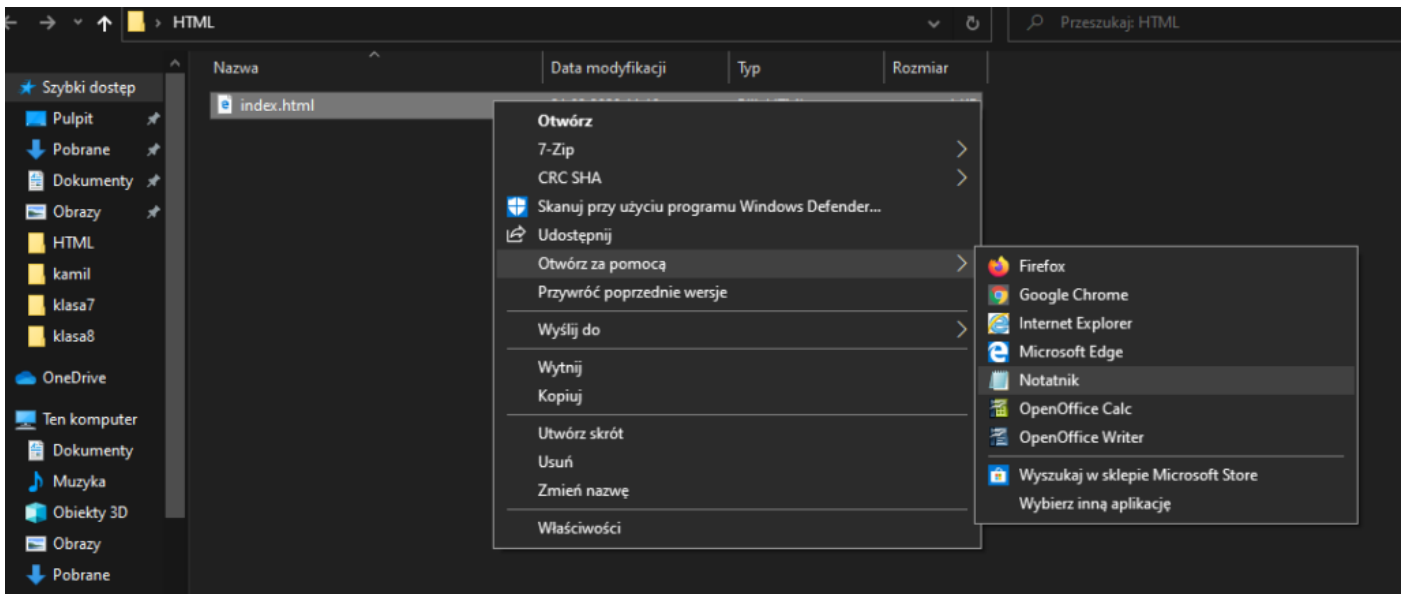 HTML
Przeszukaj: HTML
Nazwa
Data modyfikacji
Typ
Rozmiar
Szybki dostęp
Pulpit
Pobrane
Dokumenty
Obrazy
HTML
kamil
klasa7
klasa8
OneDrive
Ten komputer
Dokumenty
Muzyka
Obiekty 3D
Obrazy
Pobrane
index.html
Otwórz
7-Zip
CRC SHA
Skanuj przy użyciu programu Windows Defender...
Udostępnij
Otwórz za pomocą
Przywróć poprzednie wersje
Wyślij do
Wytnij
Kopiuj
Utwórz skrót
Usuń
Zmień nazwę
Właściwości
Firefox
Google Chrome
Internet Explorer
Microsoft Edge
Notatnik
OpenOffice Calc
OpenOffice Writer
Wyszukaj w sklepie Microsoft Store
Wybierz inną aplikację